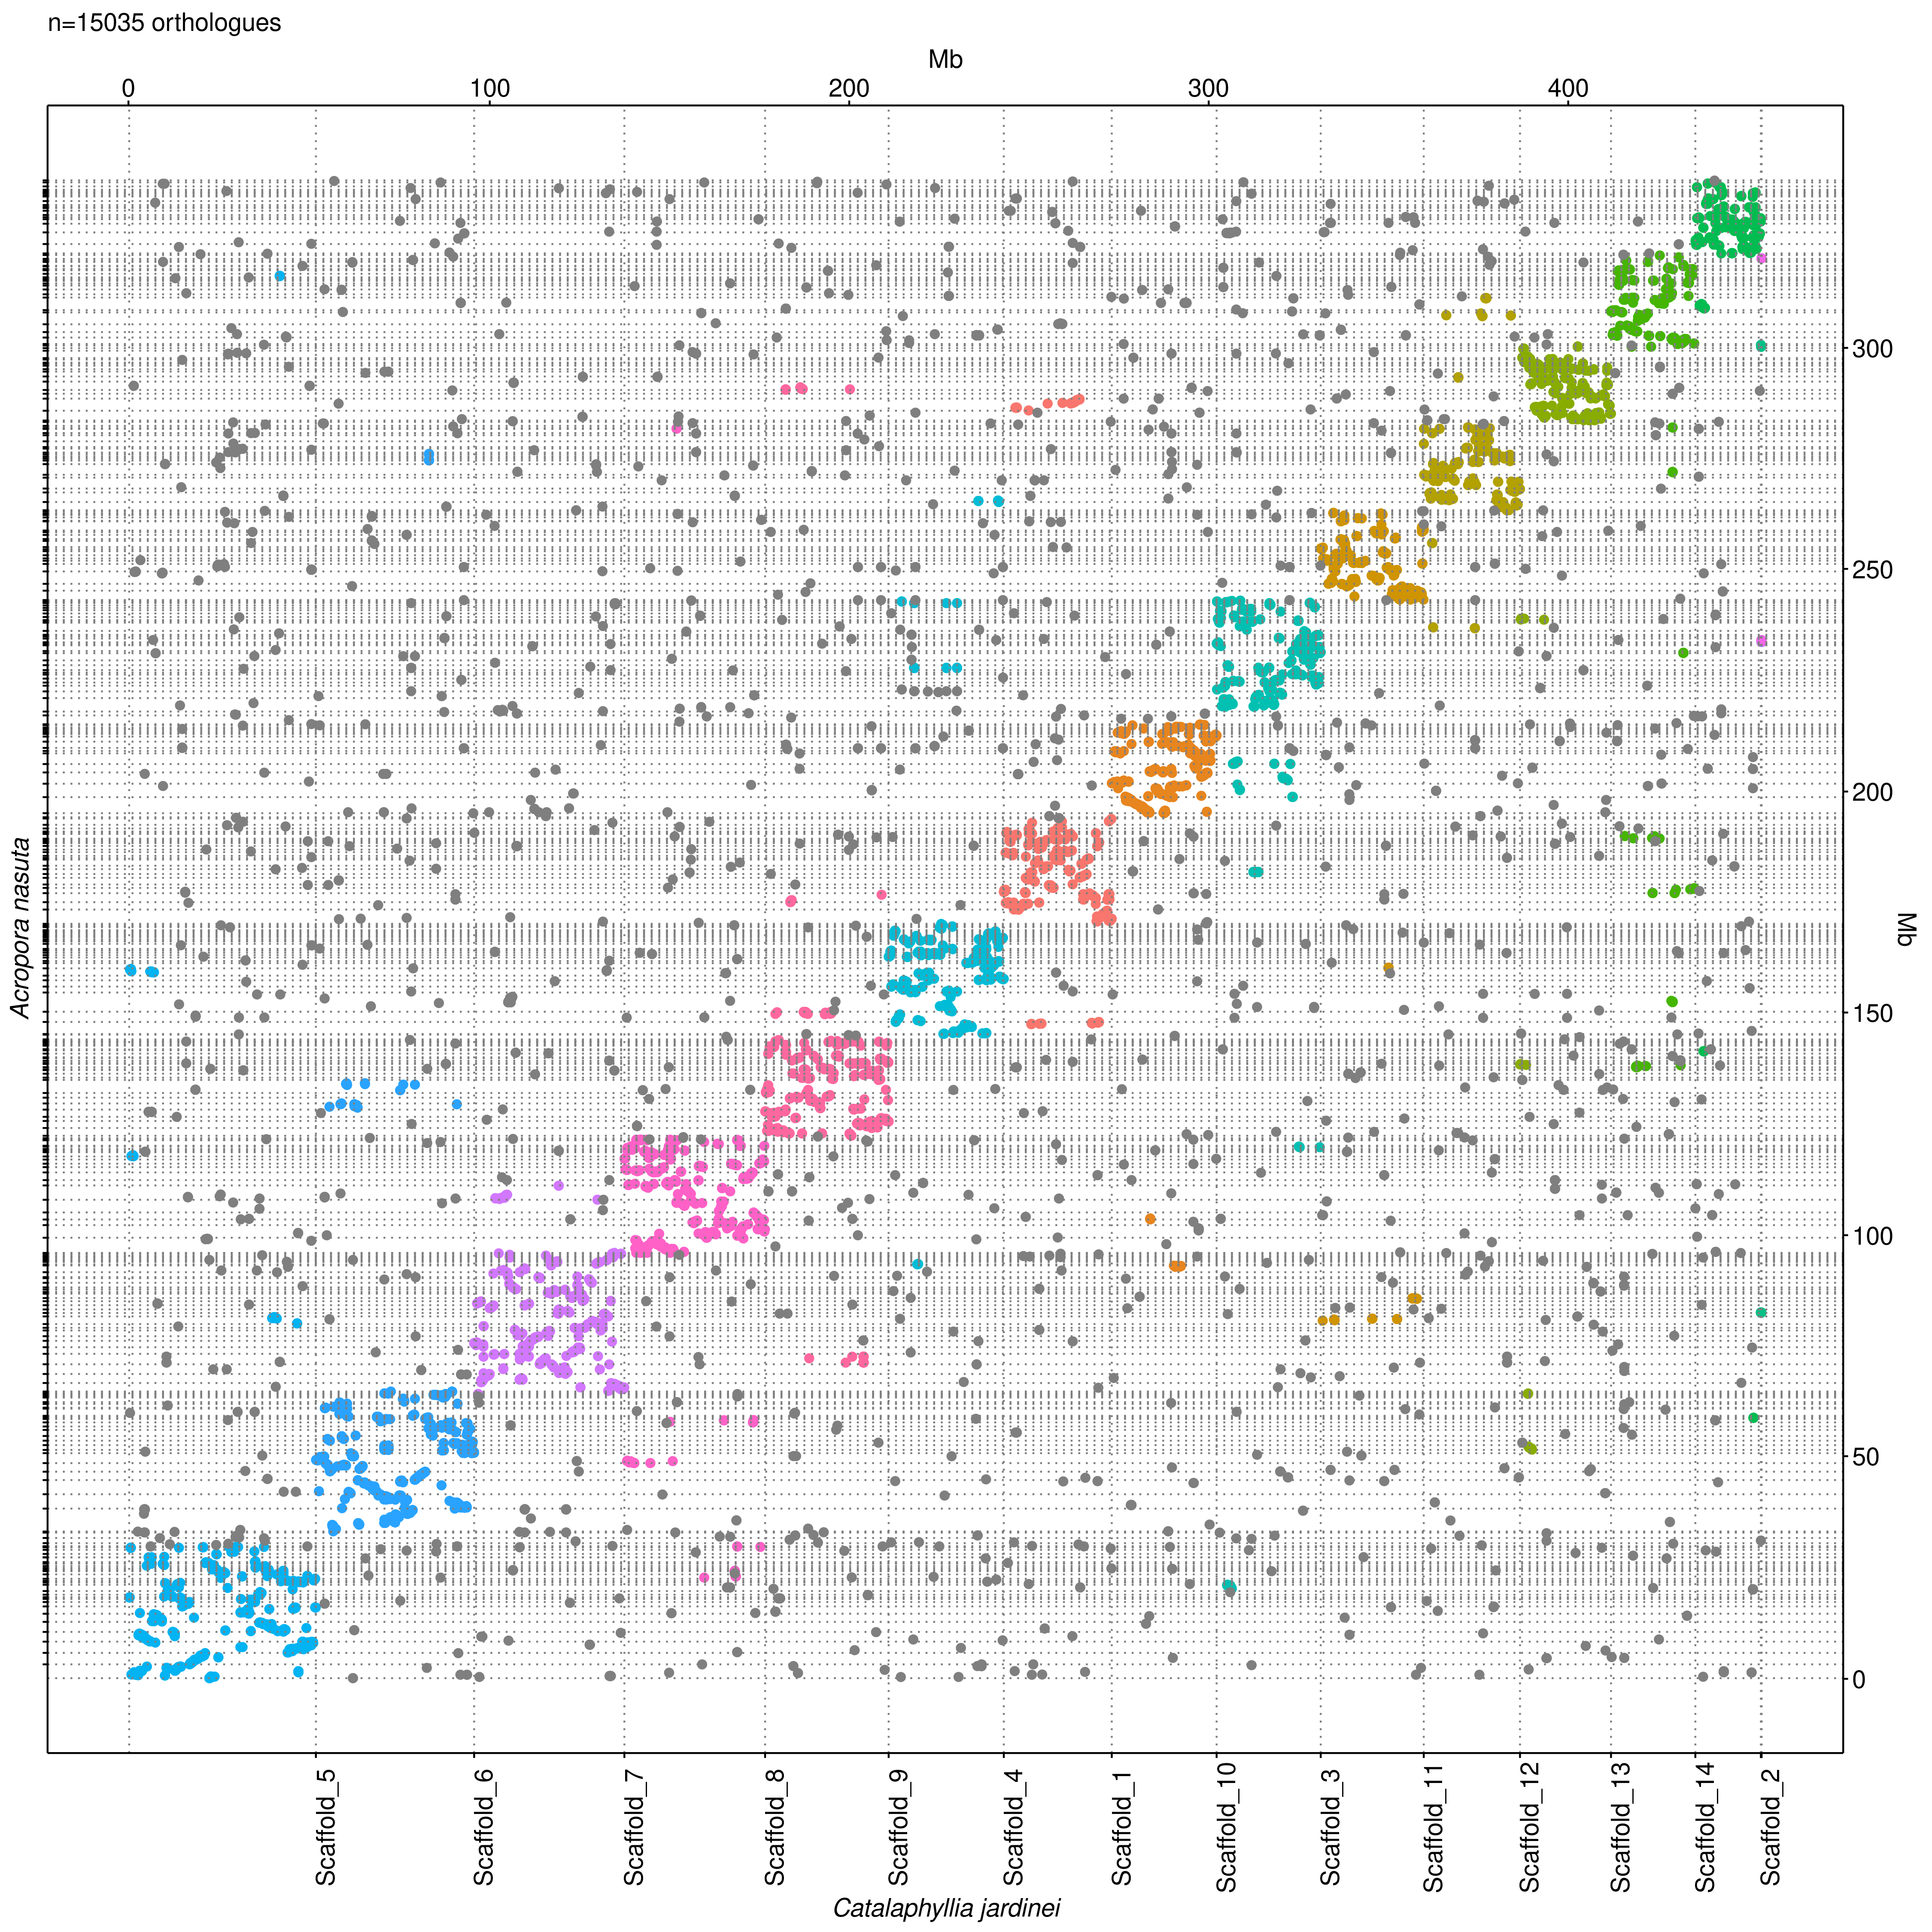 n=15035 orthologues
Mb
0 100 200 300 400
300
250
200
150
100
50
0
Mb
Acropora nasuta
Scaffold_5
Scaffold_6
Scaffold_7
Scaffold_8
Scaffold_9
Scaffold_4
Scaffold_1
Scaffold_10
Scaffold_3
Scaffold_11
Scaffold_12
Scaffold_13
Scaffold_14
Scaffold_2
Catalaphyllia jardinei